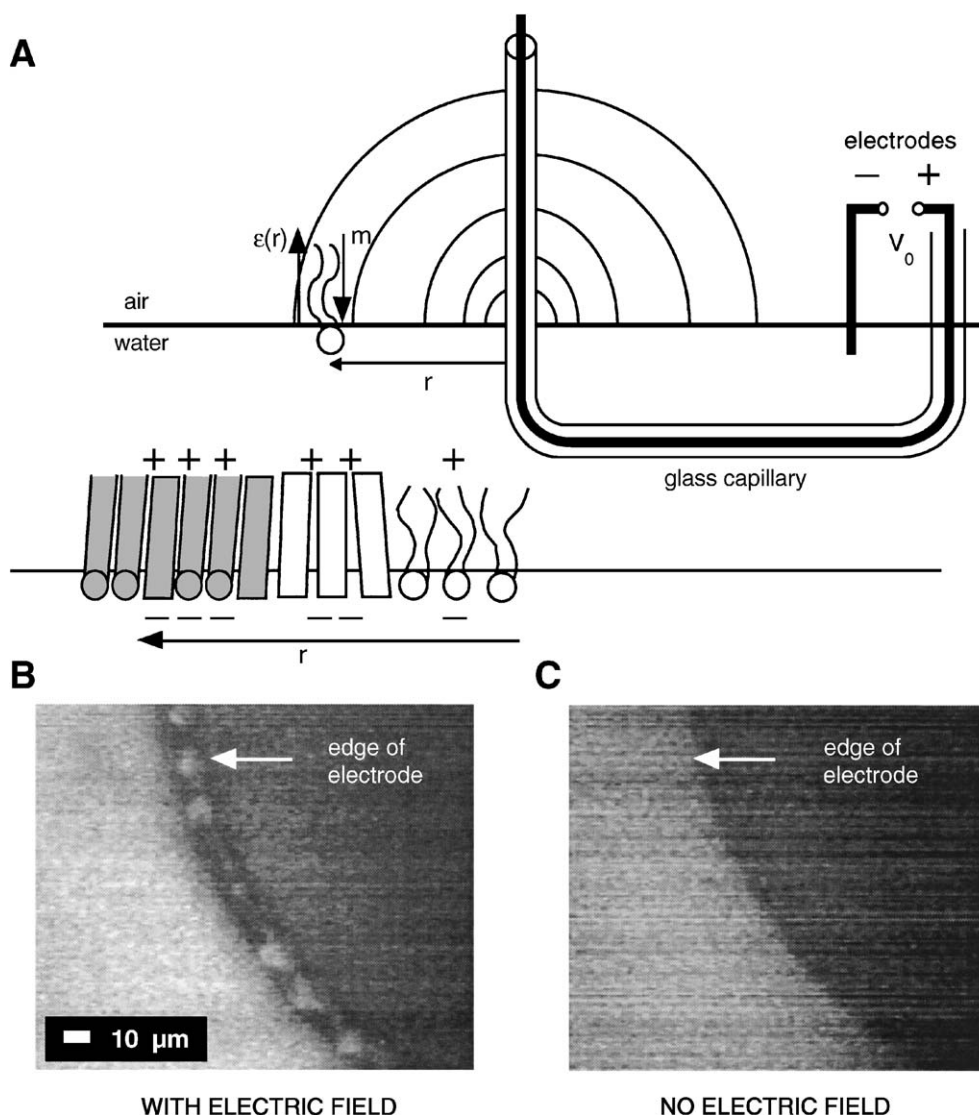 A
electrodes
− +
V0
ε(r)
m
air
water
r
glass capillary
+ + + + + +
− − − − − −
r
B
C
edge of
electrode
edge of
electrode
10 µm
WITH ELECTRIC FIELD
NO ELECTRIC FIELD